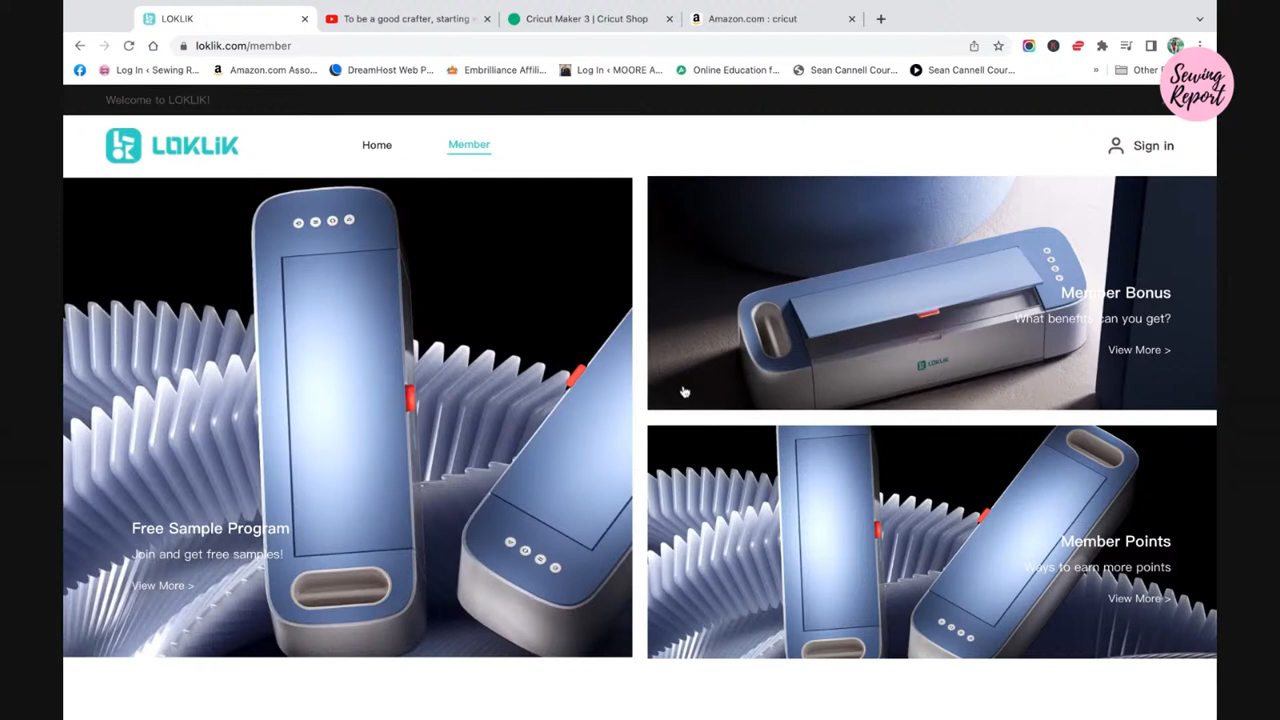 LOKLIK
To be a good crafter, starting
Cricut Maker 3 | Cricut Shop
Amazon.com : cricut
loklik.com/member
Log In ‹ Sewing R...
Amazon.com Asso...
DreamHost Web P...
Embrilliance Affili...
Log In ‹ MOORE A...
Online Education f...
Sean Cannell Cour...
Sean Cannell Cour...
»
Other
Sewing
Report
Welcome to LOKLIK!
LOKLIK
Home
Member
Sign in
Free Sample Program
Join and get free samples!
View More >
Member Bonus
What benefits can you get?
View More >
LOKLIK
Member Points
Ways to earn more points
View More >